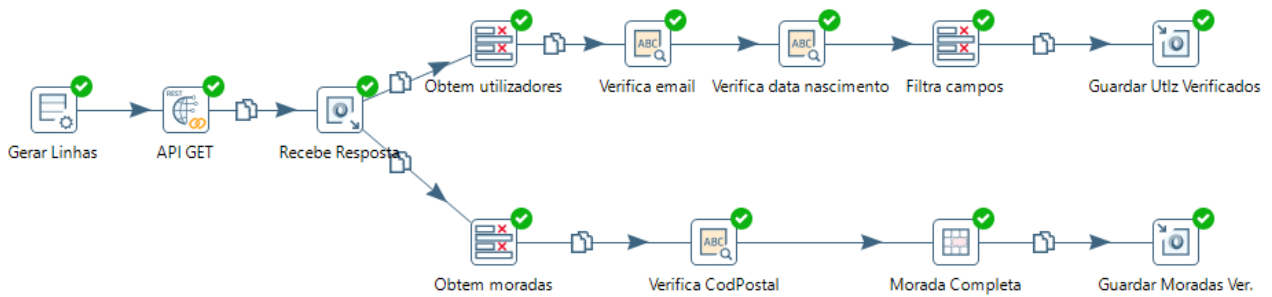 ABC
ABC
Obtem utilizadores
Verifica email
Verifica data nascimento
Filtra campos
Guardar Utlz Verificados
REST
Gerar Linhas
API GET
Recebe Resposta
ABC
Obtem moradas
Verifica CodPostal
Morada Completa
Guardar Moradas Ver.